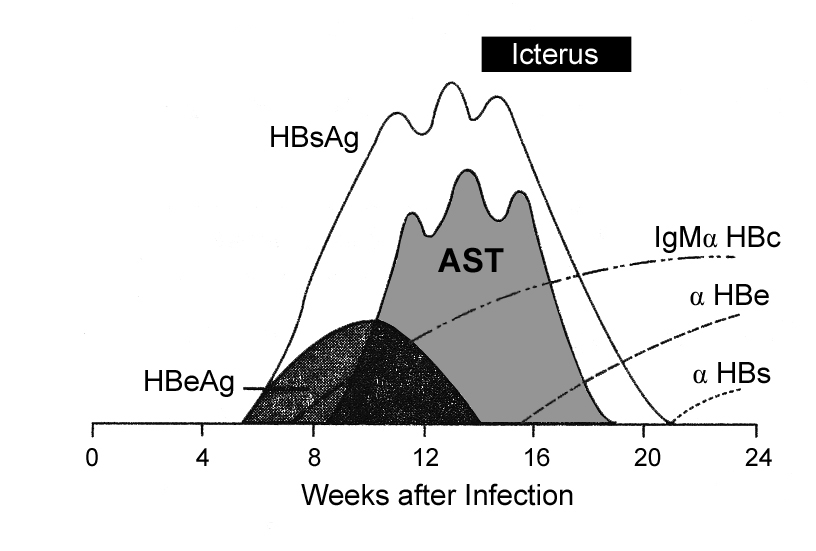 Icterus
HBsAg
IgMα HBc
AST
α HBe
α HBs
HBeAg
0 4 8 12 16 20 24
Weeks after Infection